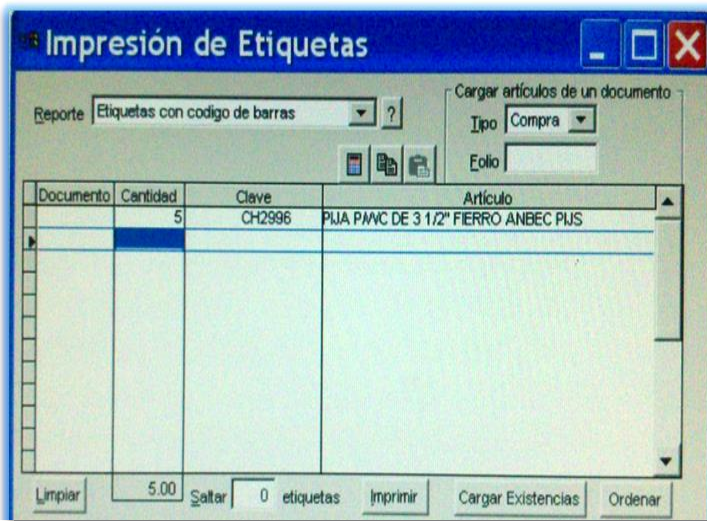 Impresión de Etiquetas
Reporte Etiquetas con codigo de barras ?
Cargar artículos de un documento
Tipo Compra
Folio
Documento Cantidad Clave Artículo
5 CH2996 PIJA P/WC DE 3 1/2" FIERRO ANBEC PIJS
Limpiar 5.00 Saltar 0 etiquetas Imprimir Cargar Existencias Ordenar